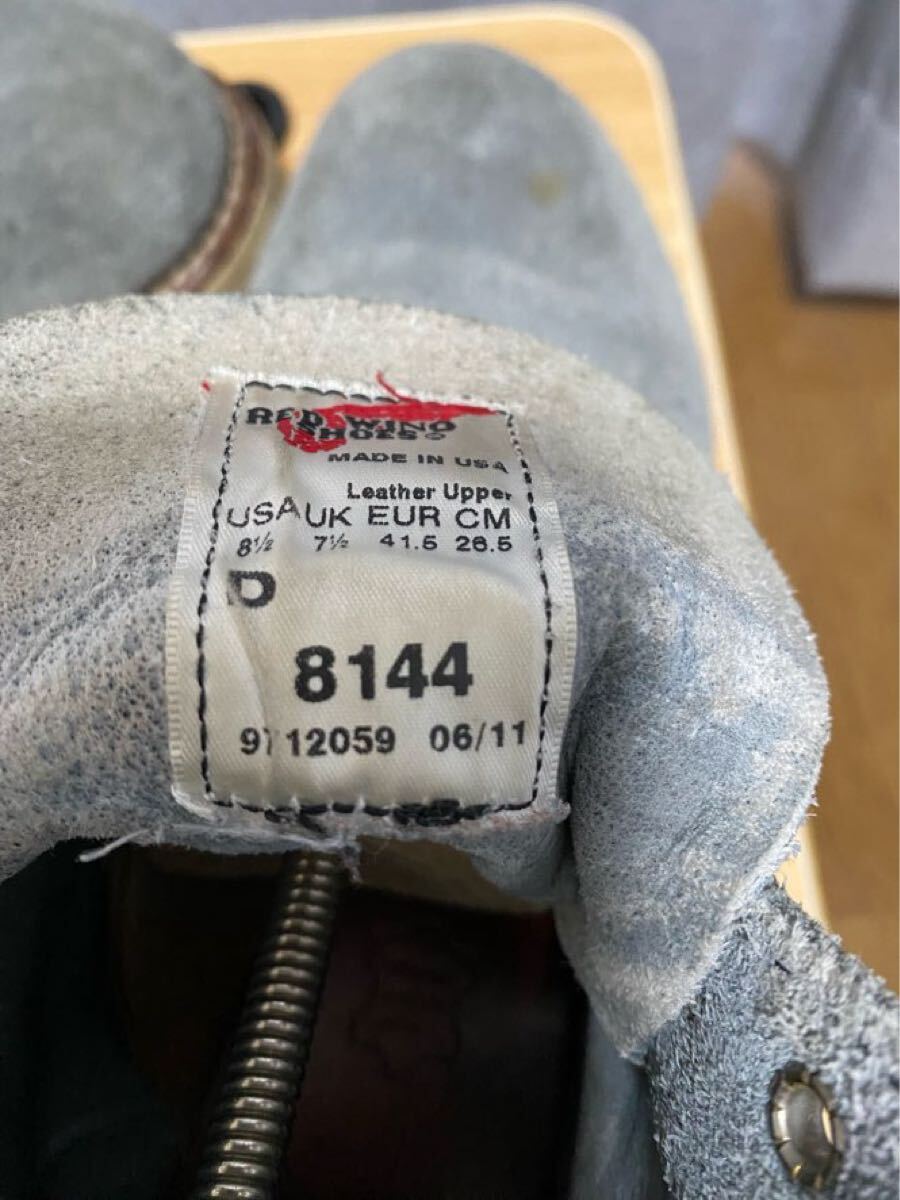 RED WING
SHOES®
MADE IN USA
Leather Upper
USA UK EUR CM
8½ 7½ 41.5 26.5
D
8144
12059 06/11